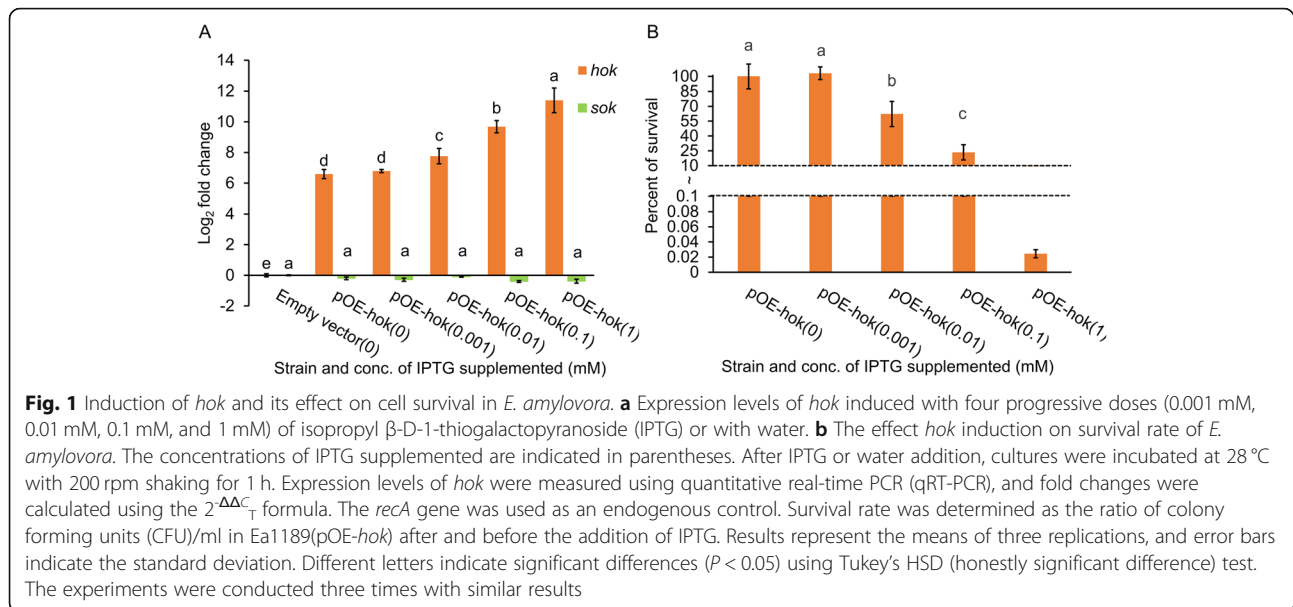 A
14
12
10
8
6
4
2
0
-2
Log2 fold change
hok
sok
e a d a d a c a b a a a
Empty vector(0)
pOE-hok(0)
pOE-hok(0.001)
pOE-hok(0.01)
pOE-hok(0.1)
pOE-hok(1)
Strain and conc. of IPTG supplemented (mM)
B
100
85
70
55
40
25
10
~
0.1
0.08
0.06
0.04
0.02
0
Percent of survival
a a b c
pOE-hok(0)
pOE-hok(0.001)
pOE-hok(0.01)
pOE-hok(0.1)
pOE-hok(1,
Strain and conc. of IPTG supplemented (mM)
Fig. 1 Induction of hok and its effect on cell survival in E. amylovora. a Expression levels of hok induced with four progressive doses (0.001 mM,
0.01 mM, 0.1 mM, and 1 mM) of isopropyl β-D-1-thiogalactopyranoside (IPTG) or with water. b The effect hok induction on survival rate of E.
amylovora. The concentrations of IPTG supplemented are indicated in parentheses. After IPTG or water addition, cultures were incubated at 28 °C
with 200 rpm shaking for 1 h. Expression levels of hok were measured using quantitative real-time PCR (qRT-PCR), and fold changes were
calculated using the 2-ΔΔCT formula. The recA gene was used as an endogenous control. Survival rate was determined as the ratio of colony
forming units (CFU)/ml in Ea1189(pOE-hok) after and before the addition of IPTG. Results represent the means of three replications, and error bars
indicate the standard deviation. Different letters indicate significant differences (P < 0.05) using Tukey's HSD (honestly significant difference) test.
The experiments were conducted three times with similar results